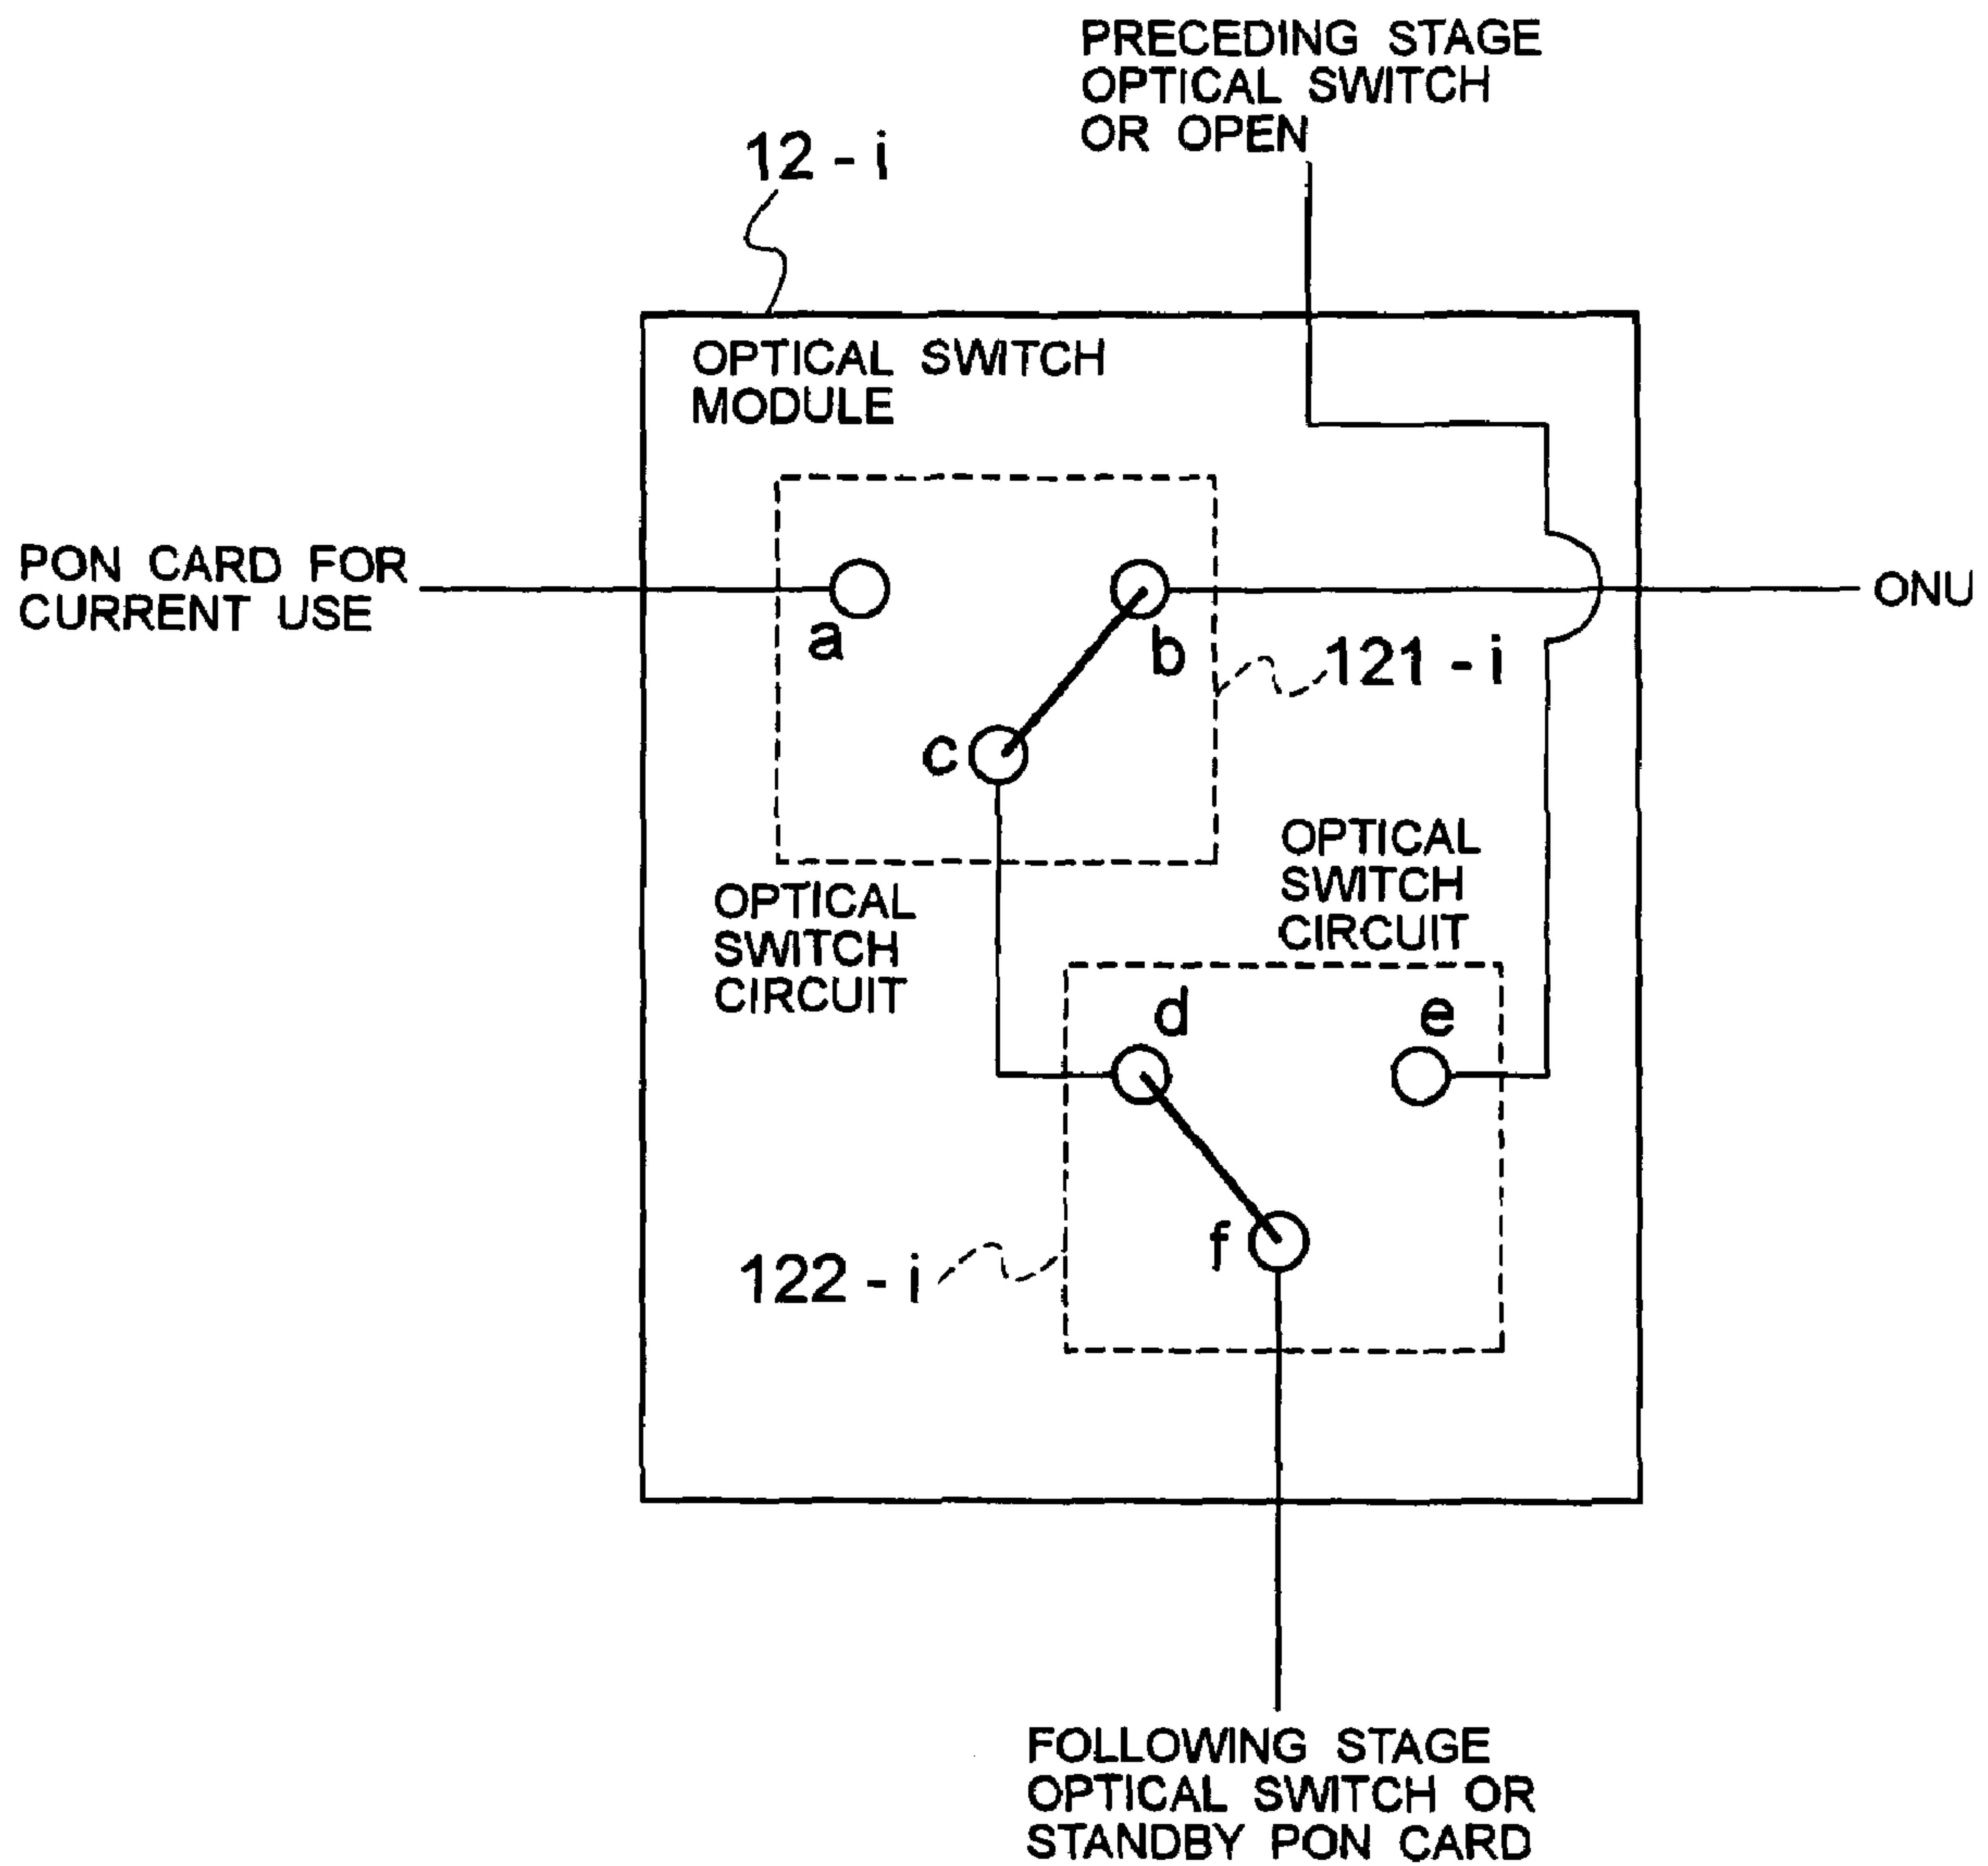 PRECEDING STAGE
OPTICAL SWITCH
OR OPEN
12 - i
OPTICAL SWITCH
MODULE
PON CARD FOR
CURRENT USE
ONU
a
b
121 - i
c
OPTICAL
SWITCH
CIRCUIT
OPTICAL
SWITCH
CIRCUIT
d
e
f
122 - i
FOLLOWING STAGE
OPTICAL SWITCH OR
STANDBY PON CARD